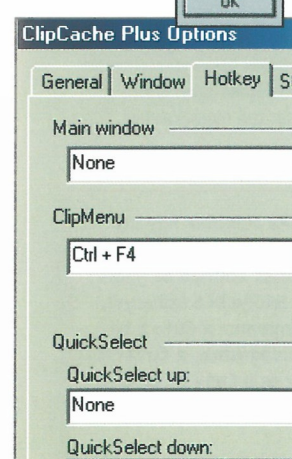 OK
ClipCache Plus Options
General Window Hotkey S
Main window
None
ClipMenu
Ctrl + F4
QuickSelect
QuickSelect up:
None
QuickSelect down: